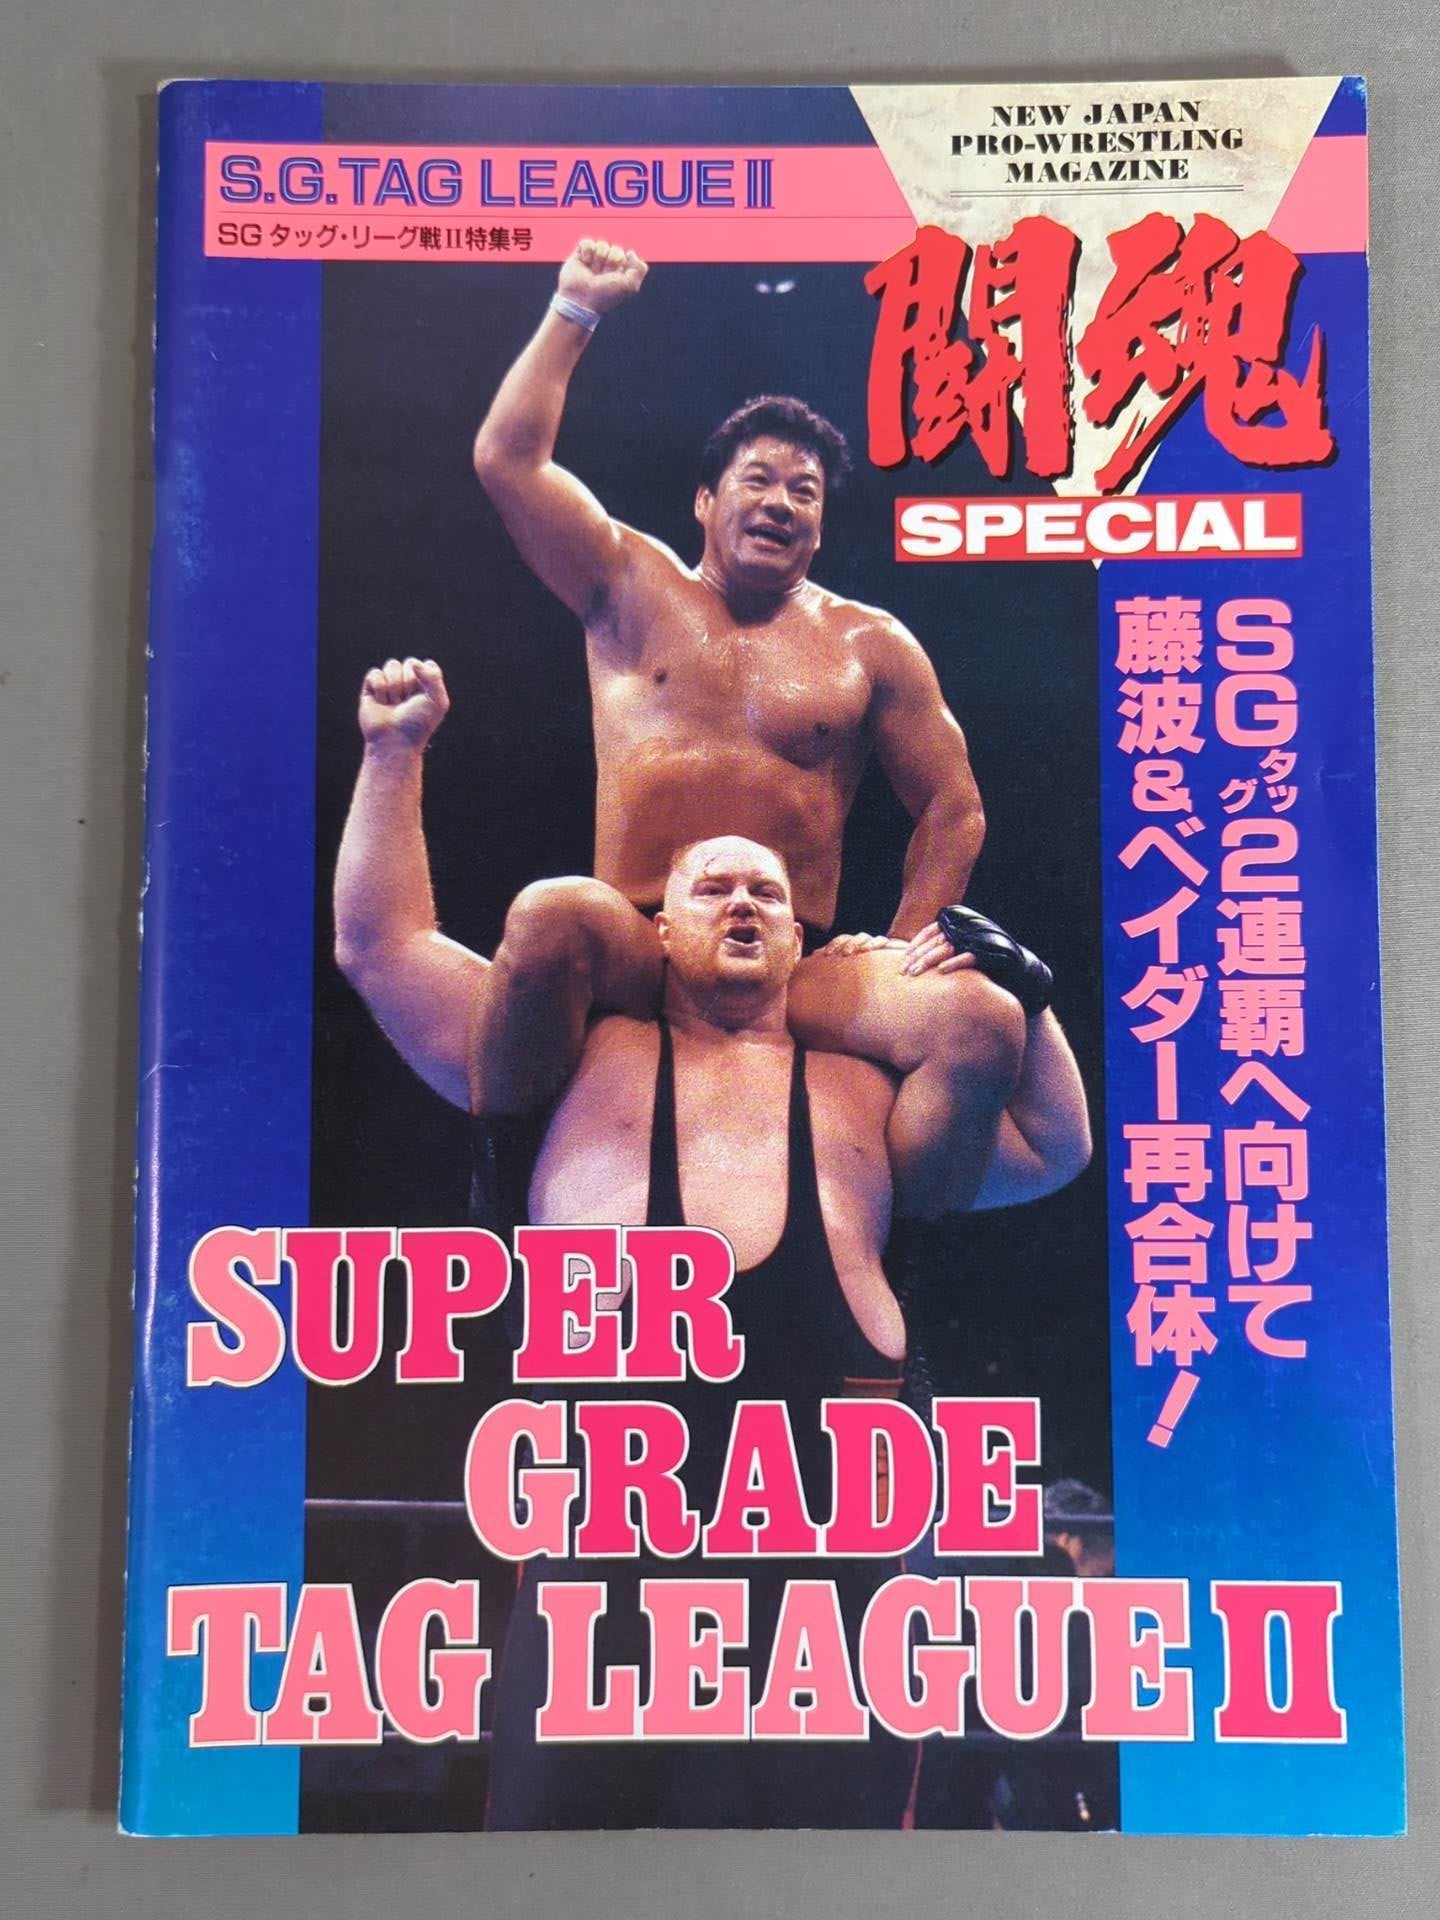 NEW JAPAN
PRO-WRESTLING
MAGAZINE
S.G.TAG LEAGUE II
SG タッグ・リーグ戦II特集号
闘魂
SPECIAL
SGタッグ2連覇へ向けて
藤波&ベイダー再合体!
SUPER
GRADE
TAG LEAGUE II